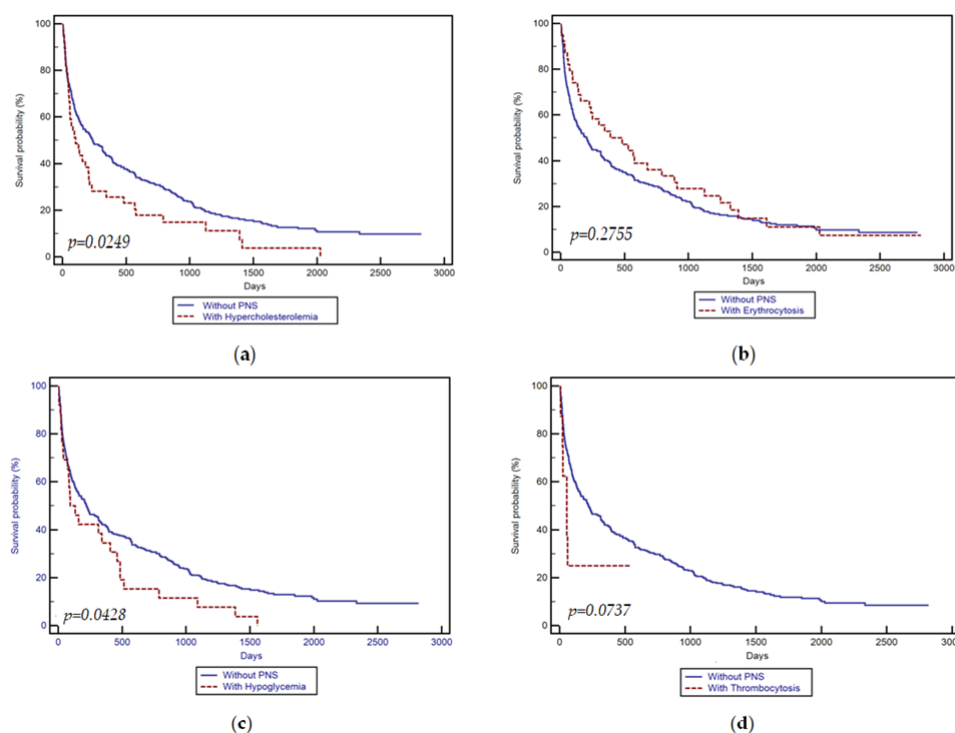 100
80
60
40
20
0
Survival probability (%)
p=0.0249
0 500 1000 1500 2000 2500 3000
Days
Without PNS
With Hypercholesterolemia
(a)
100
80
60
40
20
0
Survival probability (%)
p=0.2755
0 500 1000 1500 2000 2500 3000
Days
Without PNS
With Erythrocytosis
(b)
100
80
60
40
20
0
Survival probability (%)
p=0.0428
0 500 1000 1500 2000 2500 3000
Days
Without PNS
With Hypoglycemia
(c)
100
80
60
40
20
0
Survival probability (%)
p=0.0737
0 500 1000 1500 2000 2500 3000
Days
Without PNS
With Thrombocytosis
(d)